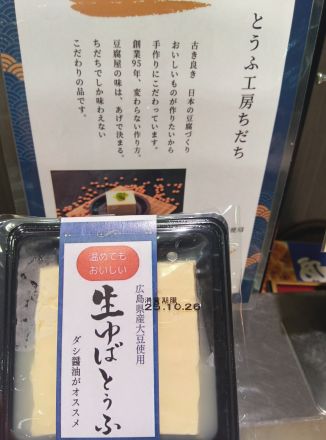 とうふ工房ちだち
古き良き 日本の豆腐づくり
おいしいものが作りたいから
手作りにこだわっています。
創業95年、変わらない作り方。
豆腐屋の味は、あげで決まる。
ちだちでしか味わえない
こだわりの品です。
温めても
おいしい
広島県産大豆使用
生ゆばとうふ
ダシ醤油がオススメ
消費期限
25.10.26